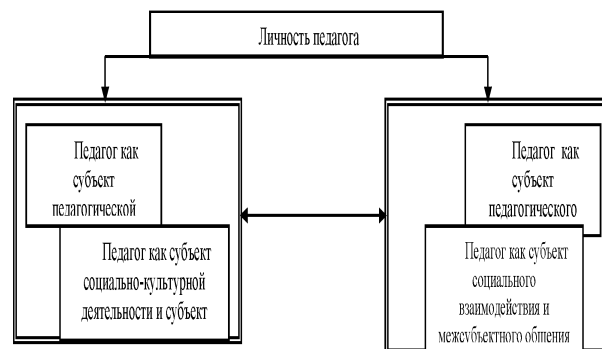 Личность педагога
Педагог как
субъект
педагогической
Педагог как субъект
социально-культурной
деятельности и субъект
Педагог как
субъект
педагогического
Педагог как субъект
социального
взаимодействия и
межсубъектного общения